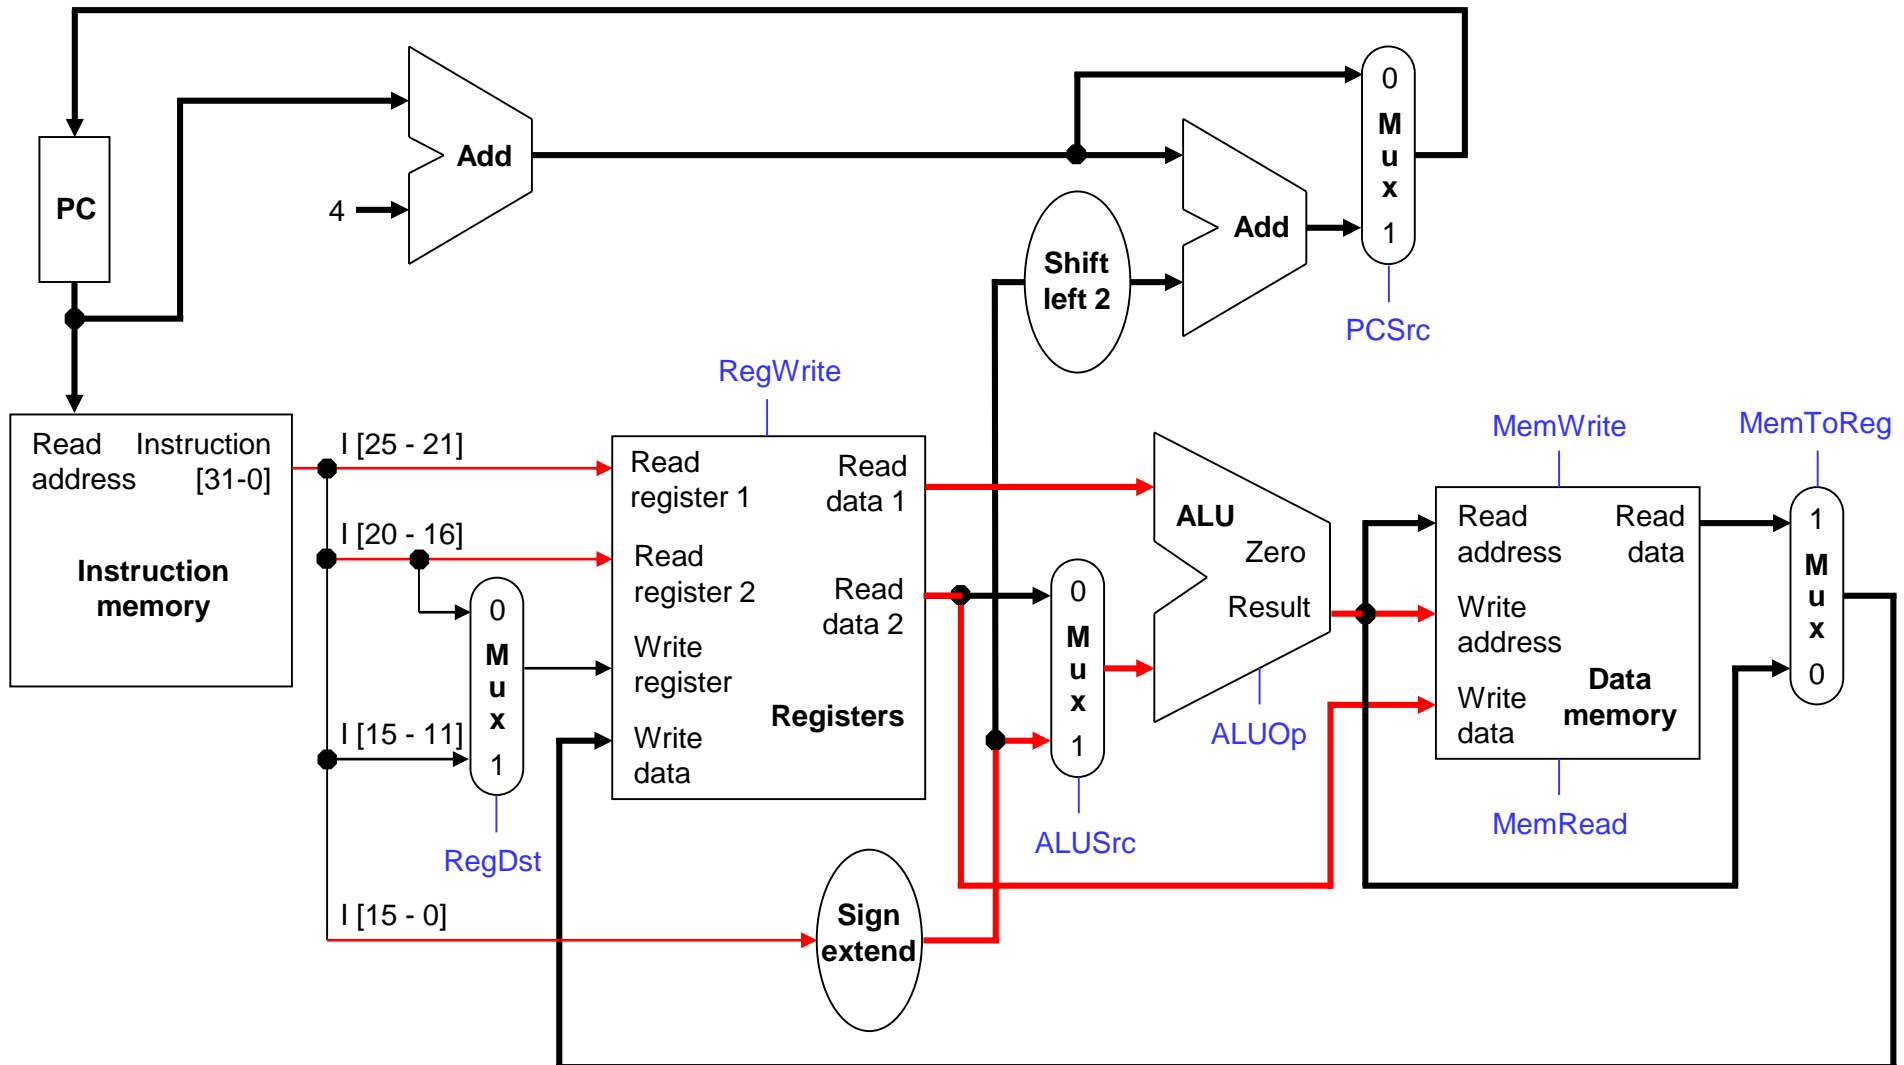 PC
4
Add
Shift
left 2
Add
0
M
u
x
1
PCSrc
Read
address
Instruction
[31-0]
Instruction
memory
I [25 - 21]
I [20 - 16]
I [15 - 11]
I [15 - 0]
0
M
u
x
1
RegDst
RegWrite
Read
register 1
Read
register 2
Write
register
Write
data
Read
data 1
Read
data 2
Registers
Sign
extend
0
M
u
x
1
ALUSrc
ALU
Zero
Result
ALUOp
MemWrite
Read
address
Write
address
Write
data
Read
data
Data
memory
MemRead
MemToReg
1
M
u
x
0